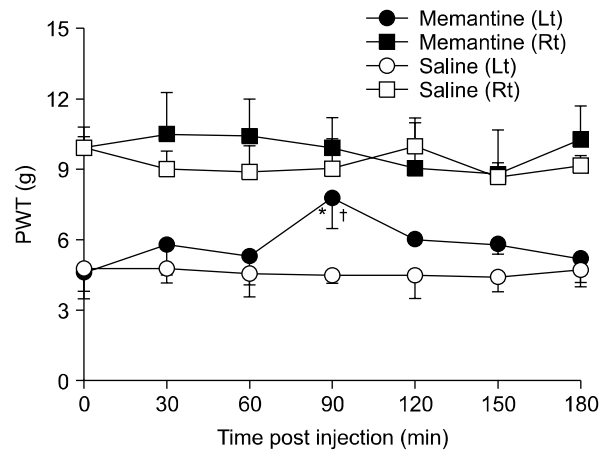 Memantine (Lt)
Memantine (Rt)
Saline (Lt)
Saline (Rt)
15
12
9
6
3
0
PWT (g)
* †
0 30 60 90 120 150 180
Time post injection (min)